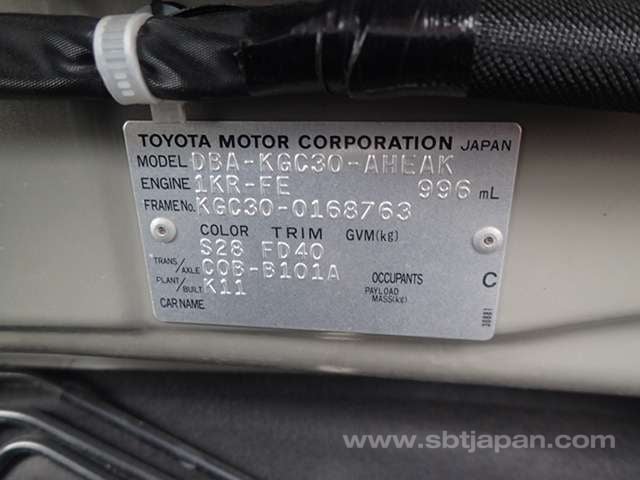 TOYOTA MOTOR CORPORATION JAPAN
MODEL DBA-KGC30-AHEAK
ENGINE 1KR-FE 996 mL
FRAME No. KGC30-0168763
COLOR TRIM GVM(kg)
S28 FD40
TRANS/AXLE C0B-B101A OCCUPANTS C
PLANT/BUILT K11 PAYLOAD MASS(kg)
CAR NAME
www.sbtjapan.com